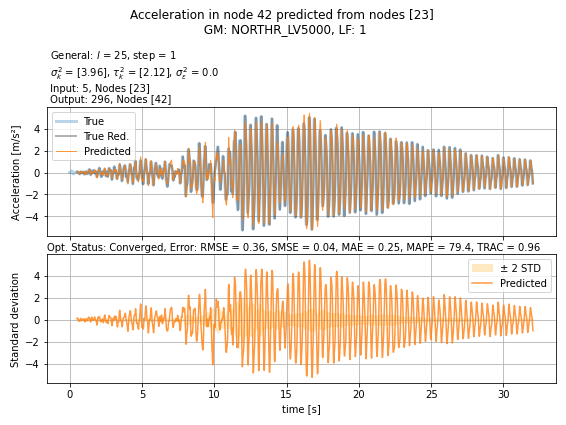 Acceleration in node 42 predicted from nodes [23]
GM: NORTHR_LV5000, LF: 1
General: l = 25, step = 1
σ²ₖ = [3.96], τ²ₖ = [2.12], σ²ε = 0.0
Input: 5, Nodes [23]
Output: 296, Nodes [42]
True
True Red.
Predicted
Acceleration [m/s²]
4
2
0
−2
−4
Opt. Status: Converged, Error: RMSE = 0.36, SMSE = 0.04, MAE = 0.25, MAPE = 79.4, TRAC = 0.96
± 2 STD
Predicted
Standard deviation
4
2
0
−2
−4
0 5 10 15 20 25 30
time [s]